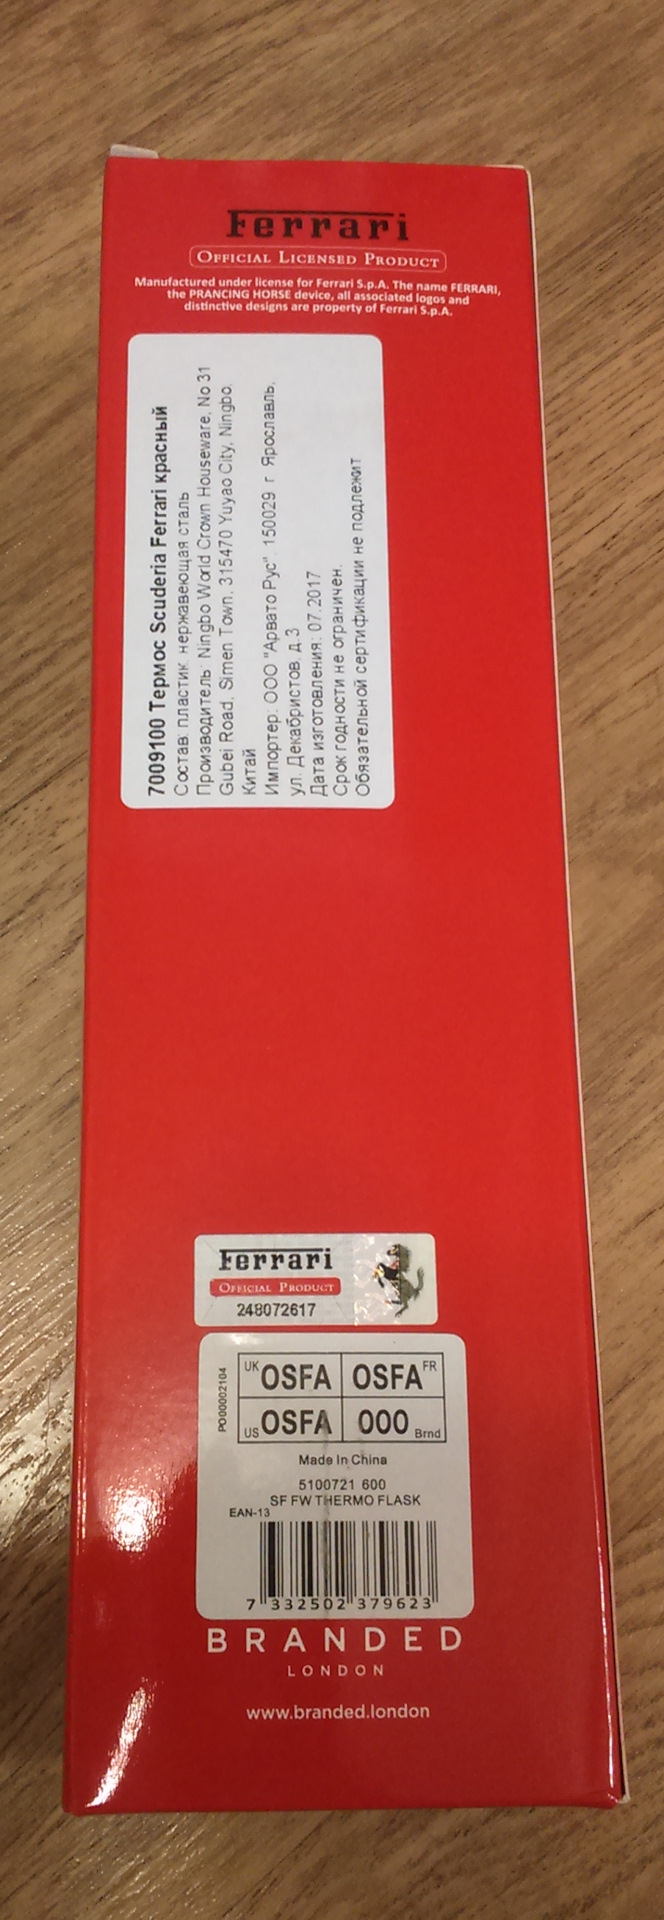 Ferrari
OFFICIAL LICENSED PRODUCT
Manufactured under license for Ferrari S.p.A. The name FERRARI,
the PRANCING HORSE device, all associated logos and
distinctive designs are property of Ferrari S.p.A.
7009100 Термос Scuderia Ferrari красный
Состав: пластик, нержавеющая сталь
Производитель: Ningbo World Crown Houseware, No 31
Gubei Road, Simen Town, 315470 Yuyao City, Ningbo,
Китай
Импортер: ООО "Арвато Рус", 150029 г. Ярославль,
ул. Декабристов, д.3
Дата изготовления: 07.2017
Срок годности не ограничен.
Обязательной сертификации не подлежит
Ferrari
OFFICIAL PRODUCT
248072617
PO00002104
UK OSFA OSFA FR
US OSFA 000 Brnd
Made In China
5100721 600
SF FW THERMO FLASK
EAN-13
7 332502 379623
BRANDED
LONDON
www.branded.london